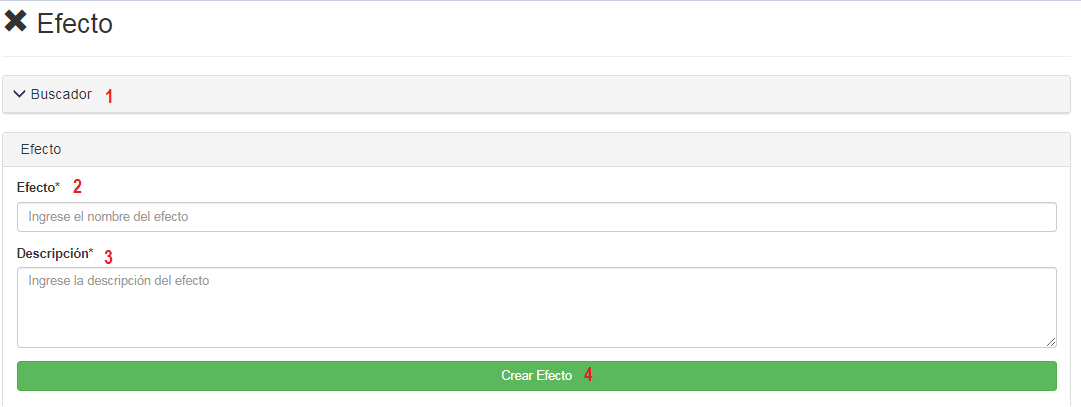 Efecto
Buscador 1
Efecto
Efecto* 2
Ingrese el nombre del efecto
Descripción* 3
Ingrese la descripción del efecto
Crear Efecto 4